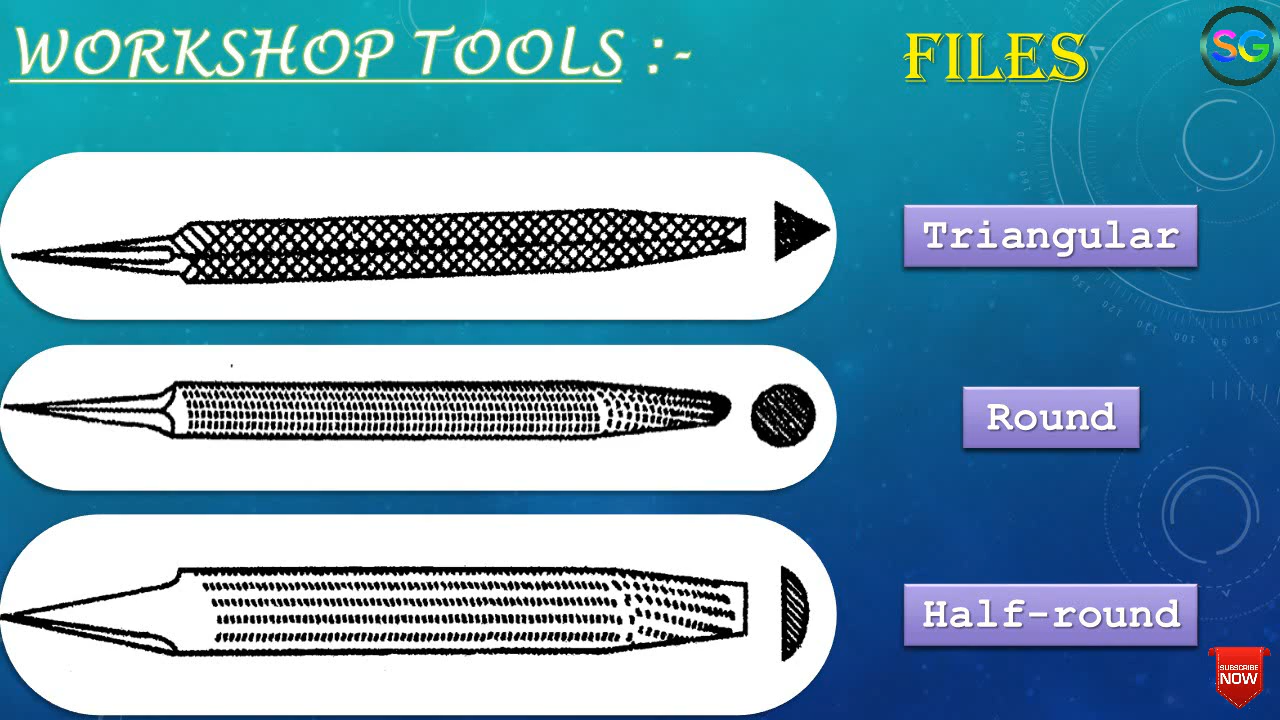 WORKSHOP TOOLS :-
FILES
SG
Triangular
Round
Half-round
SUBSCRIBE
NOW